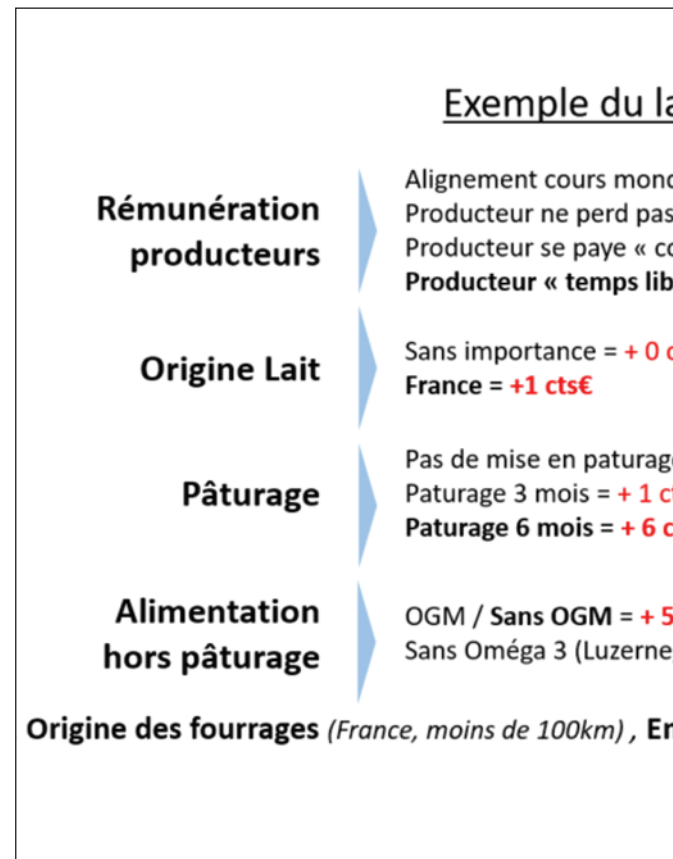 Exemple du la
Rémunération
producteurs
Alignement cours mond
Producteur ne perd pas
Producteur se paye « co
Producteur « temps lib
Origine Lait
Sans importance = + 0 c
France = +1 cts€
Pâturage
Pas de mise en paturage
Paturage 3 mois = + 1 ct
Paturage 6 mois = + 6 c
Alimentation
hors pâturage
OGM / Sans OGM = + 5
Sans Oméga 3 (Luzerne,
Origine des fourrages (France, moins de 100km) , En